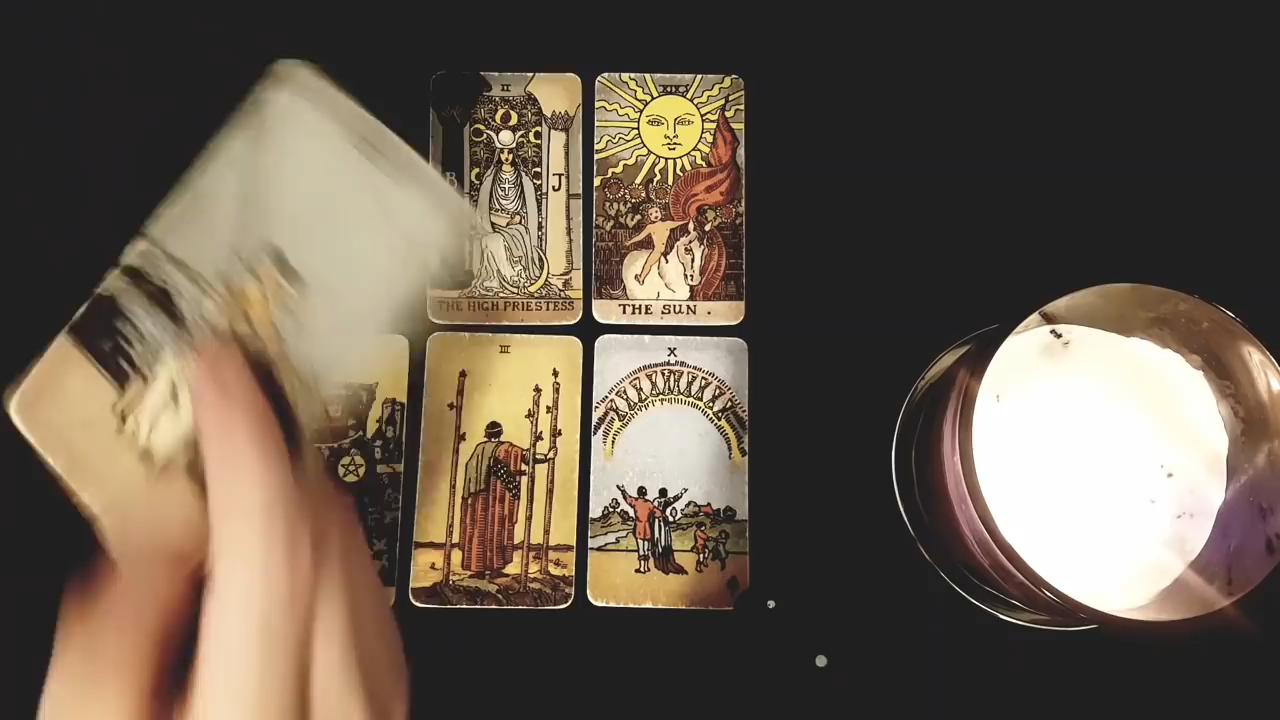 II
B
J
THE HIGH PRIESTESS
XIX
THE SUN .
III
X